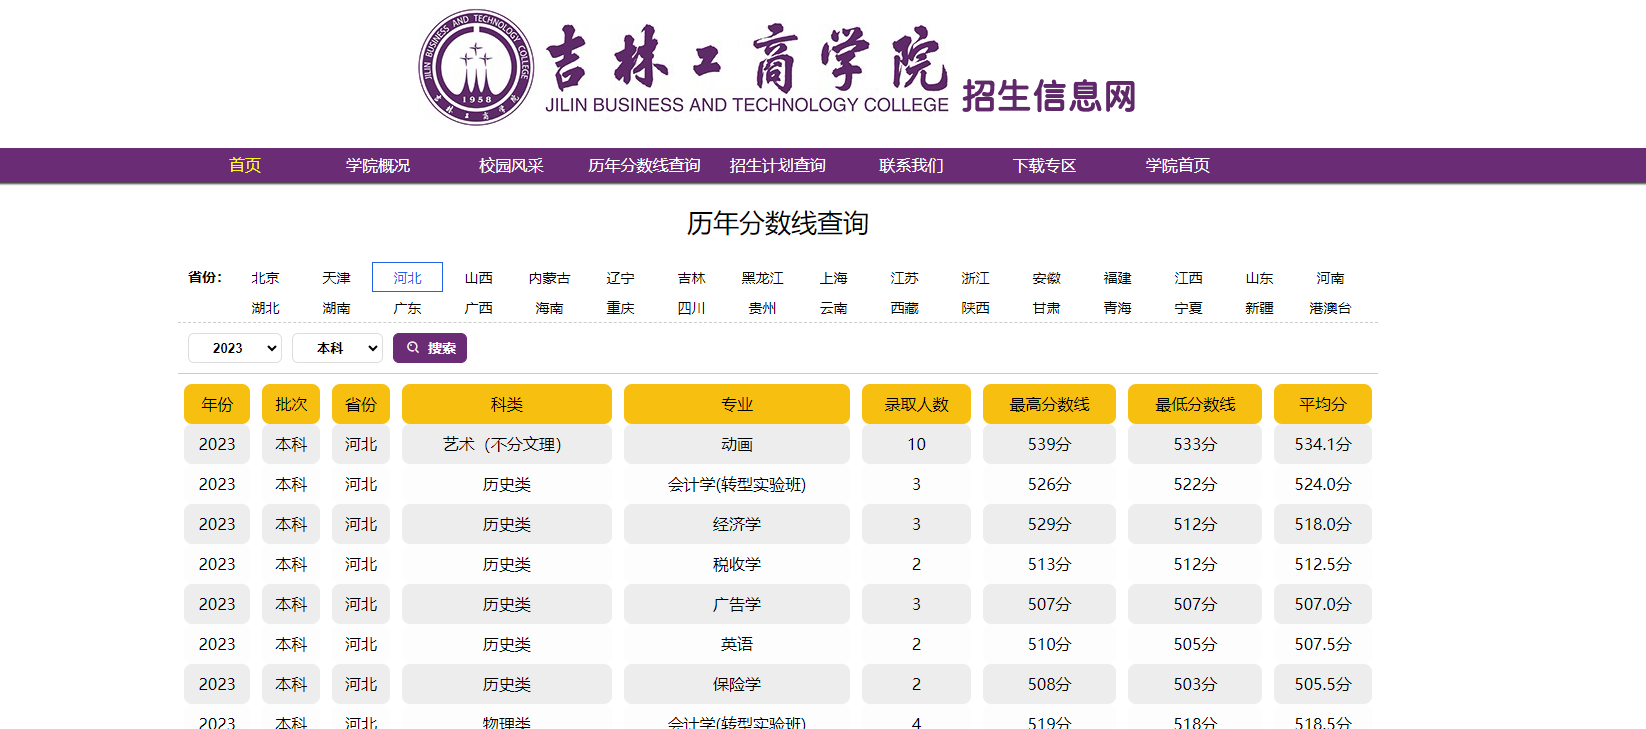 JILIN BUSINESS AND TECHNOLOGY COLLEGE
1958
吉林工商学院
吉林工商学院
JILIN BUSINESS AND TECHNOLOGY COLLEGE 招生信息网
首页 学院概况 校园风采 历年分数线查询 招生计划查询 联系我们 下载专区 学院首页
历年分数线查询
省份： 北京 天津 河北 山西 内蒙古 辽宁 吉林 黑龙江 上海 江苏 浙江 安徽 福建 江西 山东 河南
湖北 湖南 广东 广西 海南 重庆 四川 贵州 云南 西藏 陕西 甘肃 青海 宁夏 新疆 港澳台
2023 本科 搜索
年份 批次 省份 科类 专业 录取人数 最高分数线 最低分数线 平均分
2023 本科 河北 艺术（不分文理） 动画 10 539分 533分 534.1分
2023 本科 河北 历史类 会计学(转型实验班) 3 526分 522分 524.0分
2023 本科 河北 历史类 经济学 3 529分 512分 518.0分
2023 本科 河北 历史类 税收学 2 513分 512分 512.5分
2023 本科 河北 历史类 广告学 3 507分 507分 507.0分
2023 本科 河北 历史类 英语 2 510分 505分 507.5分
2023 本科 河北 历史类 保险学 2 508分 503分 505.5分
2023 本科 河北 物理类 会计学(转型实验班) 4 519分 518分 518.5分